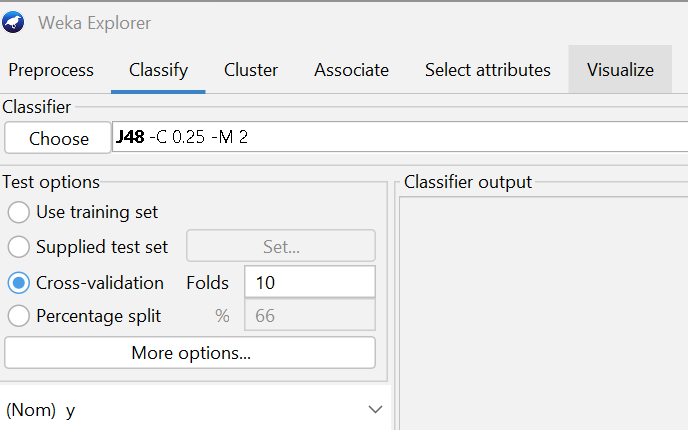 Weka Explorer
Preprocess Classify Cluster Associate Select attributes Visualize
Classifier
Choose J48 -C 0.25 -M 2
Test options
Use training set
Supplied test set Set...
Cross-validation Folds 10
Percentage split % 66
More options...
(Nom) y
Classifier output